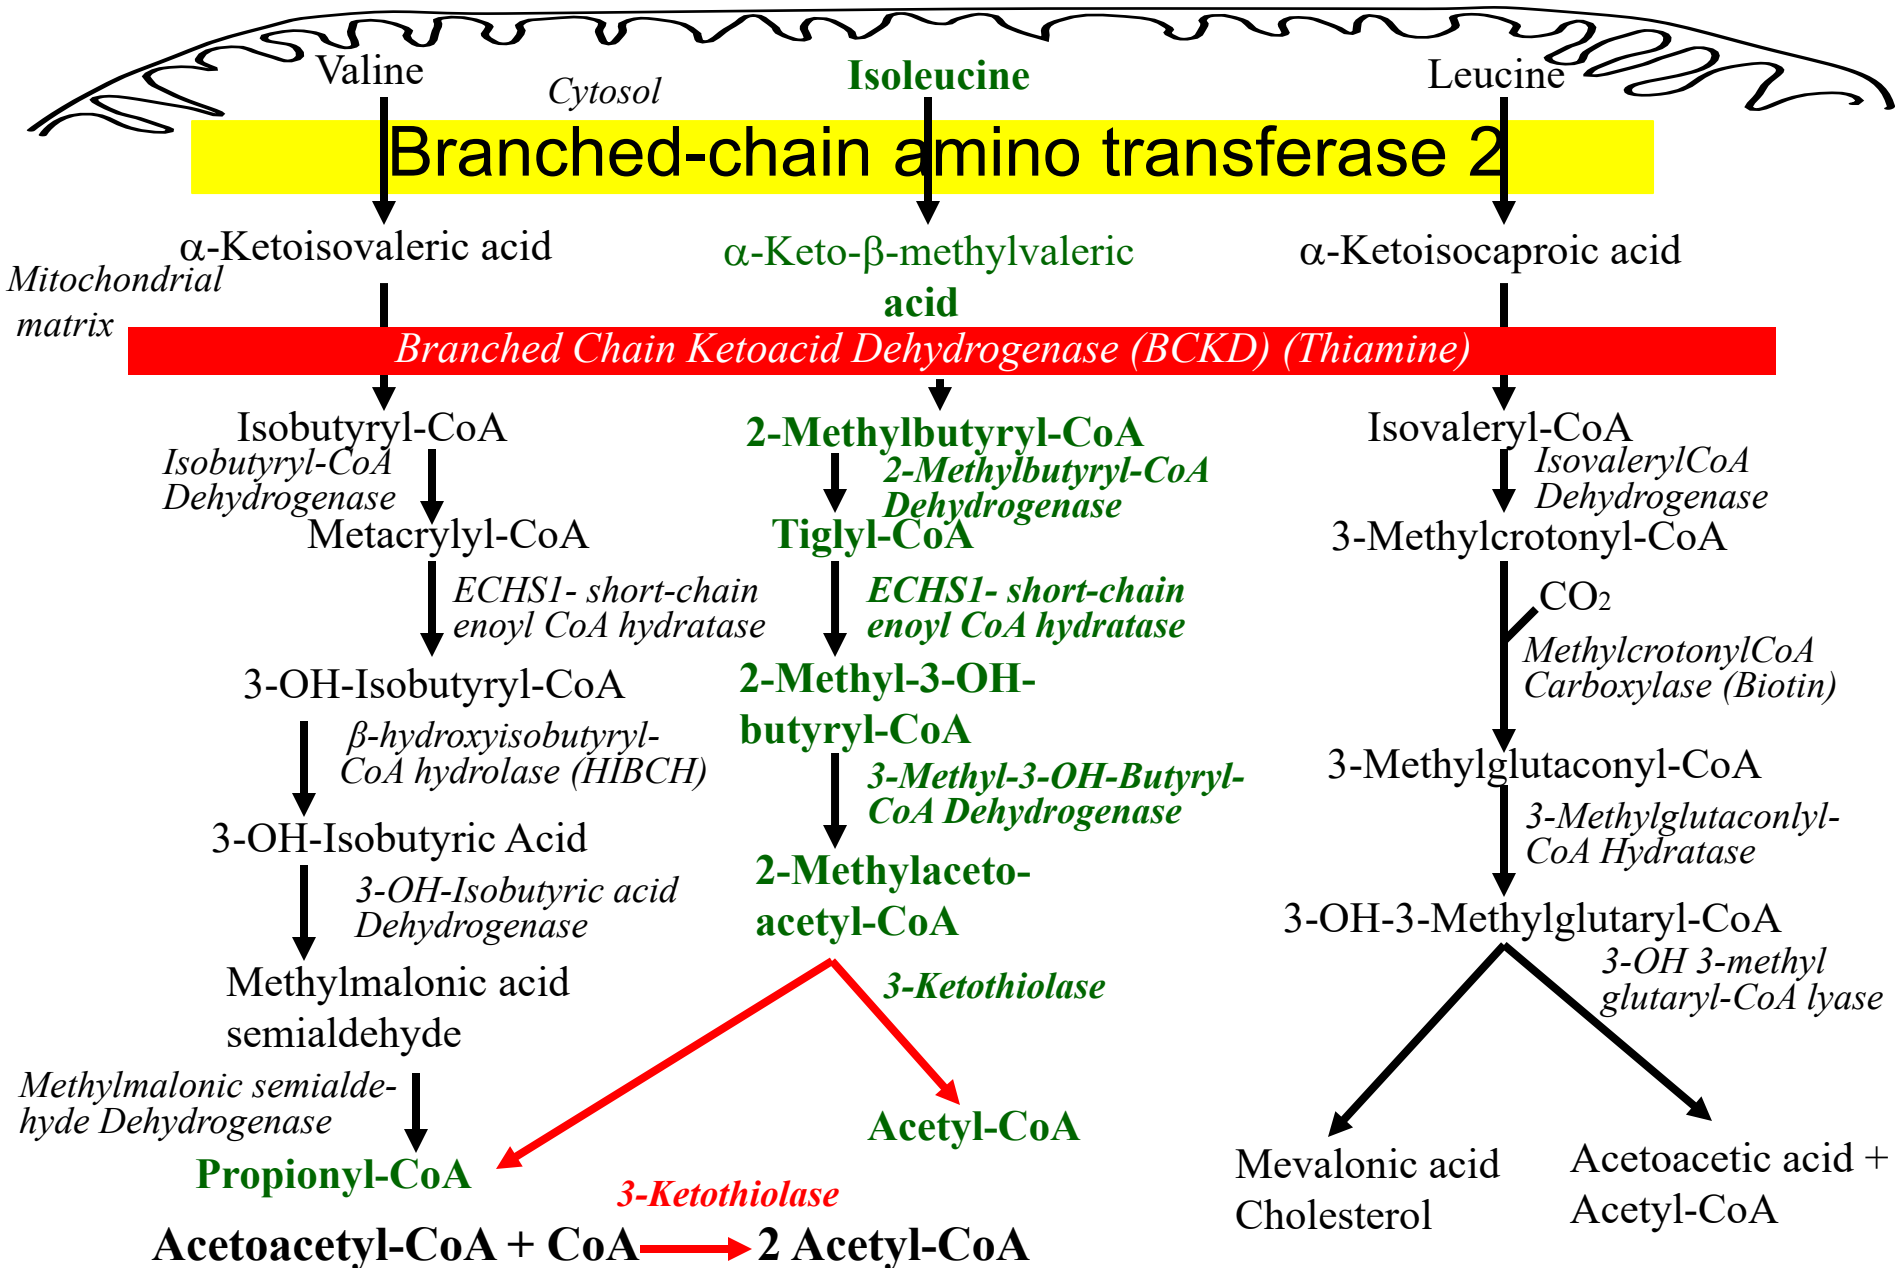 Valine
Cytosol
Isoleucine
Leucine
Branched-chain amino transferase 2
α-Ketoisovaleric acid
α-Keto-β-methylvaleric
acid
α-Ketoisocaproic acid
Mitochondrial
matrix
Branched Chain Ketoacid Dehydrogenase (BCKD) (Thiamine)
Isobutyryl-CoA
Isobutyryl-CoA
Dehydrogenase
Metacrylyl-CoA
ECHS1- short-chain
enoyl CoA hydratase
3-OH-Isobutyryl-CoA
β-hydroxyisobutyryl-
CoA hydrolase (HIBCH)
3-OH-Isobutyric Acid
3-OH-Isobutyric acid
Dehydrogenase
Methylmalonic acid
semialdehyde
Methylmalonic semialde-
hyde Dehydrogenase
Propionyl-CoA
2-Methylbutyryl-CoA
2-Methylbutyryl-CoA
Dehydrogenase
Tiglyl-CoA
ECHS1- short-chain
enoyl CoA hydratase
2-Methyl-3-OH-
butyryl-CoA
3-Methyl-3-OH-Butyryl-
CoA Dehydrogenase
2-Methylaceto-
acetyl-CoA
3-Ketothiolase
Acetyl-CoA
Isovaleryl-CoA
IsovalerylCoA
Dehydrogenase
3-Methylcrotonyl-CoA
CO2
MethylcrotonylCoA
Carboxylase (Biotin)
3-Methylglutaconyl-CoA
3-Methylglutaconlyl-
CoA Hydratase
3-OH-3-Methylglutaryl-CoA
3-OH 3-methyl
glutaryl-CoA lyase
Mevalonic acid
Cholesterol
Acetoacetic acid +
Acetyl-CoA
3-Ketothiolase
Acetoacetyl-CoA + CoA
2 Acetyl-CoA